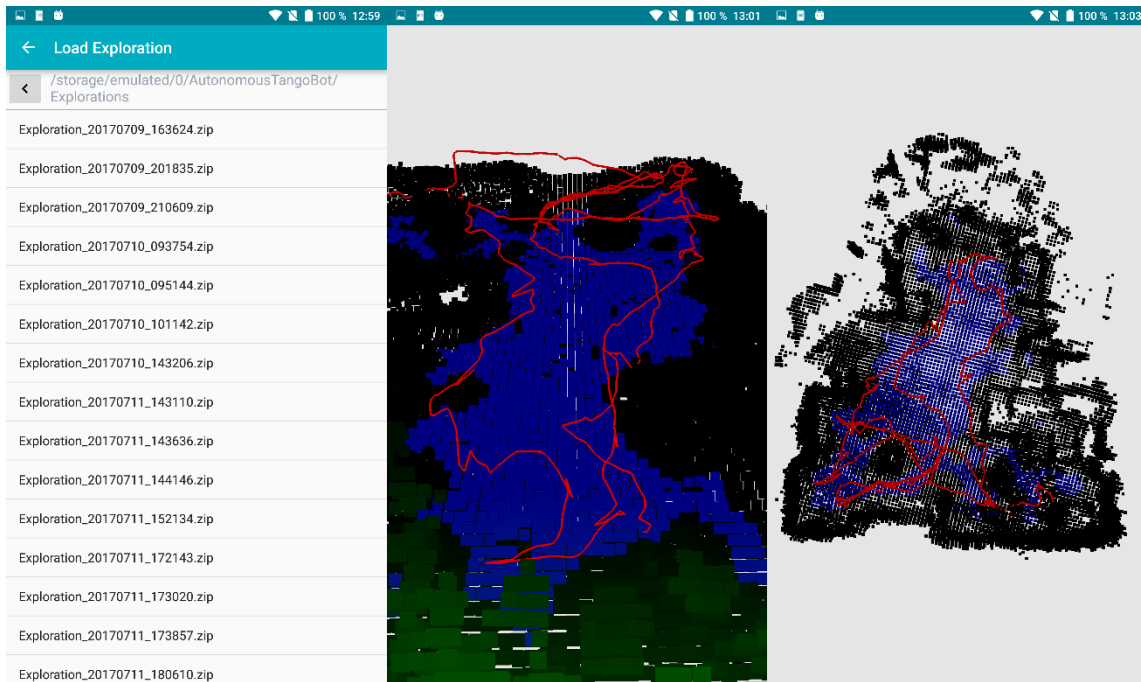 100 % 12:59
Load Exploration
/storage/emulated/0/AutonomousTangoBot/
Explorations
Exploration_20170709_163624.zip
Exploration_20170709_201835.zip
Exploration_20170709_210609.zip
Exploration_20170710_093754.zip
Exploration_20170710_095144.zip
Exploration_20170710_101142.zip
Exploration_20170710_143206.zip
Exploration_20170711_143110.zip
Exploration_20170711_143636.zip
Exploration_20170711_144146.zip
Exploration_20170711_152134.zip
Exploration_20170711_172143.zip
Exploration_20170711_173020.zip
Exploration_20170711_173857.zip
Exploration_20170711_180610.zip
100 % 13:01
100 % 13:03